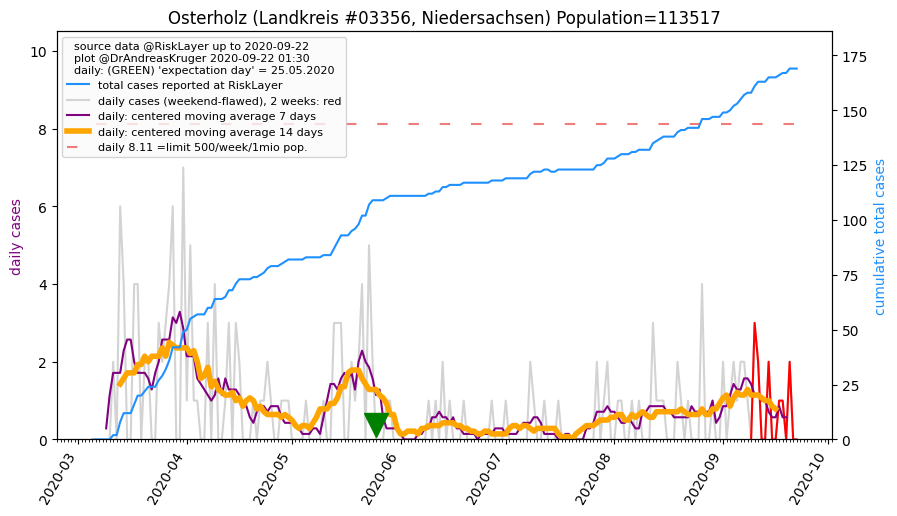 Osterholz (Landkreis #03356, Niedersachsen) Population=113517
source data @RiskLayer up to 2020-09-22
plot @DrAndreasKruger 2020-09-22 01:30
daily: (GREEN) 'expectation day' = 25.05.2020
total cases reported at RiskLayer
daily cases (weekend-flawed), 2 weeks: red
daily: centered moving average 7 days
daily: centered moving average 14 days
daily 8.11 =limit 500/week/1mio pop.
daily cases
10
8
6
4
2
0
cumulative total cases
175
150
125
100
75
50
25
0
2020-03
2020-04
2020-05
2020-06
2020-07
2020-08
2020-09
2020-10